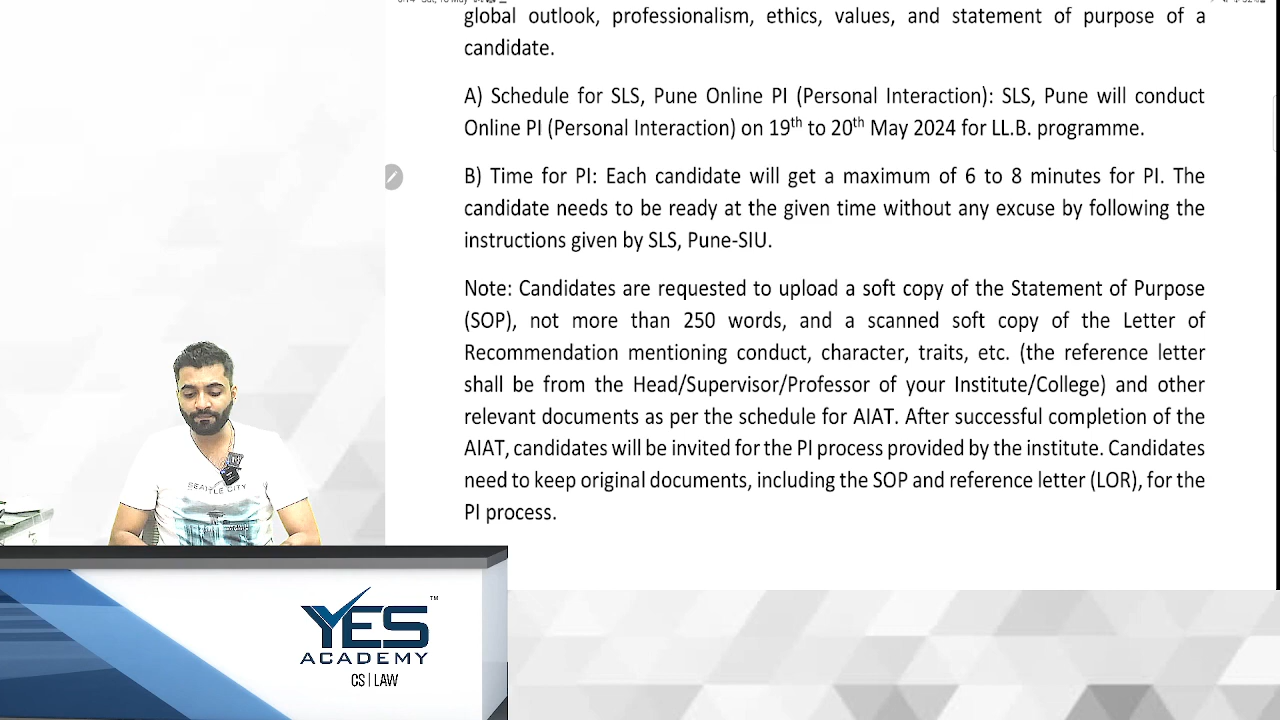 global outlook, professionalism, ethics, values, and statement of purpose of a
candidate.
A) Schedule for SLS, Pune Online PI (Personal Interaction): SLS, Pune will conduct
Online PI (Personal Interaction) on 19th to 20th May 2024 for LL.B. programme.
B) Time for PI: Each candidate will get a maximum of 6 to 8 minutes for PI. The
candidate needs to be ready at the given time without any excuse by following the
instructions given by SLS, Pune-SIU.
Note: Candidates are requested to upload a soft copy of the Statement of Purpose
(SOP), not more than 250 words, and a scanned soft copy of the Letter of
Recommendation mentioning conduct, character, traits, etc. (the reference letter
shall be from the Head/Supervisor/Professor of your Institute/College) and other
relevant documents as per the schedule for AIAT. After successful completion of the
AIAT, candidates will be invited for the PI process provided by the institute. Candidates
need to keep original documents, including the SOP and reference letter (LOR), for the
PI process.
SEATTLE CITY
YES™
ACADEMY
CS | LAW